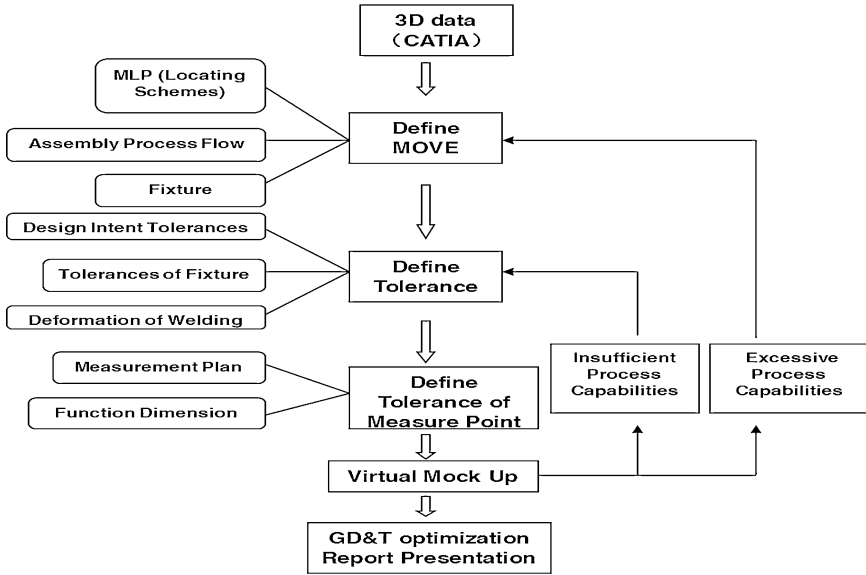 3D data
（CATIA）
MLP (Locating
Schemes)
Assembly Process Flow
Fixture
Define
MOVE
Design Intent Tolerances
Tolerances of Fixture
Deformation of Welding
Define
Tolerance
Measurement Plan
Function Dimension
Define
Tolerance of
Measure Point
Insufficient
Process
Capabilities
Excessive
Process
Capabilities
Virtual Mock Up
GD&T optimization
Report Presentation